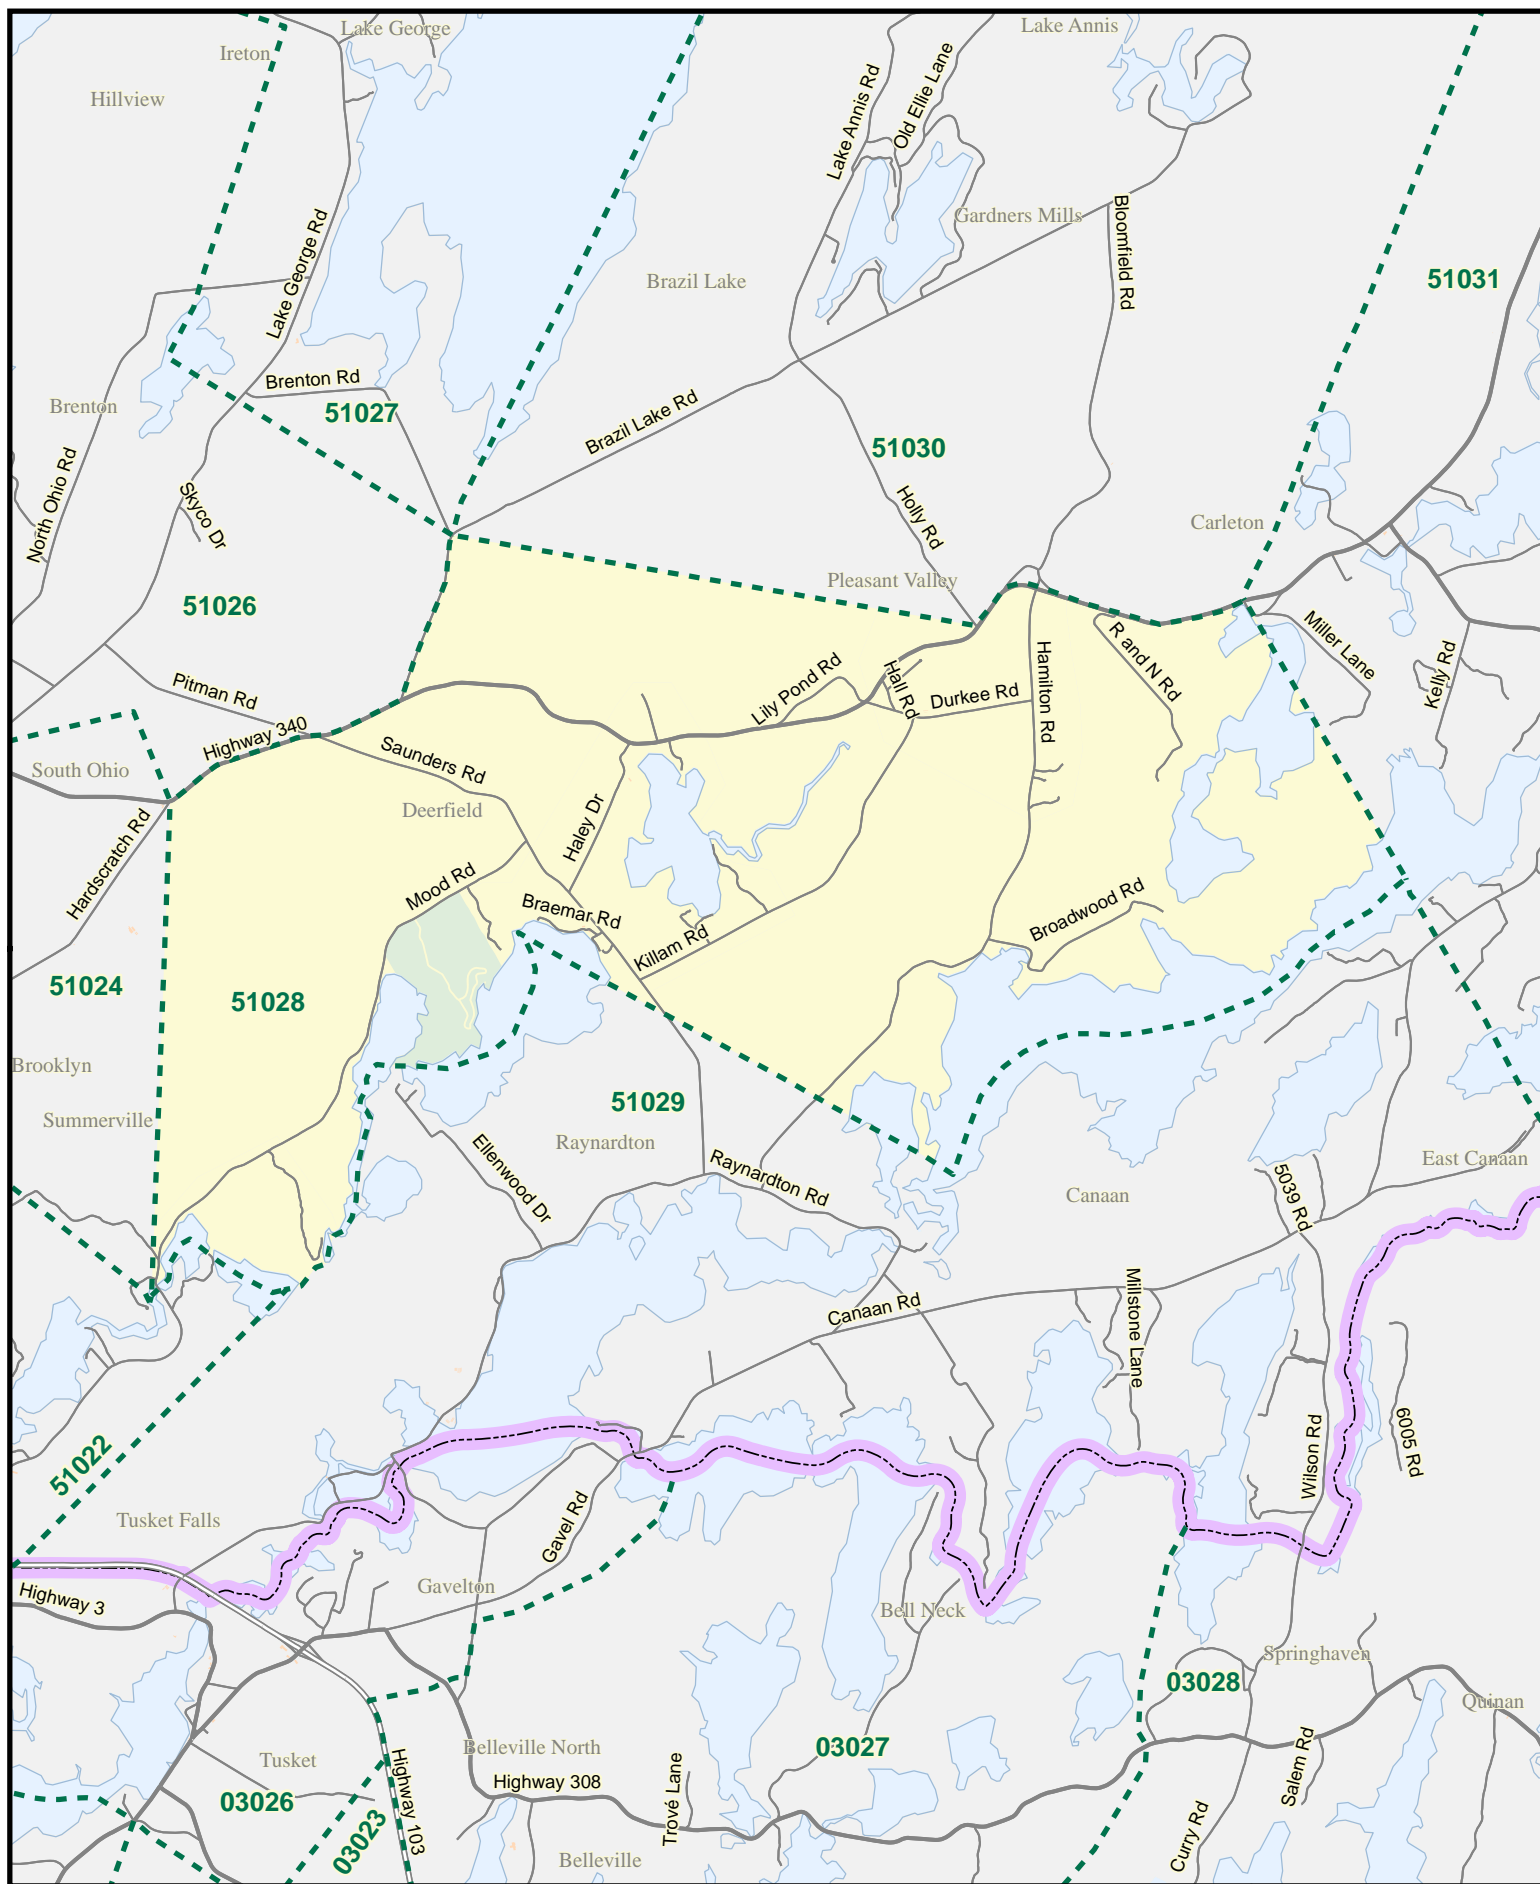 Lake George
Lake Annis
Ireton
Hillview
Lake Annis Rd
Old Ellie Lane
Gardners Mills
Bloomfield Rd
Lake George Rd
Brazil Lake
51031
Brenton Rd
Brenton
51027
Brazil Lake Rd
51030
North Ohio Rd
Skyco Dr
Holly Rd
Carleton
Pleasant Valley
51026
Miller Lane
R and N Rd
Kelly Rd
Hamilton Rd
Lily Pond Rd
Hall Rd
Durkee Rd
Pitman Rd
Highway 340
Saunders Rd
South Ohio
Deerfield
Haley Dr
Hardscratch Rd
Mood Rd
Braemar Rd
Broadwood Rd
Killam Rd
51024
51028
Brooklyn
Summerville
51029
Raynardton
Ellenwood Dr
Raynardton Rd
East Canaan
Canaan
5039 Rd
Canaan Rd
Millstone Lane
51022
Wilson Rd
6005 Rd
Tusket Falls
Gavel Rd
Highway 3
Gavelton
Bell Neck
Springhaven
03028
Quinan
Belleville North
03027
Tusket
Highway 103
Highway 308
Trové Lane
Salem Rd
03026
03023
Curry Rd
Belleville